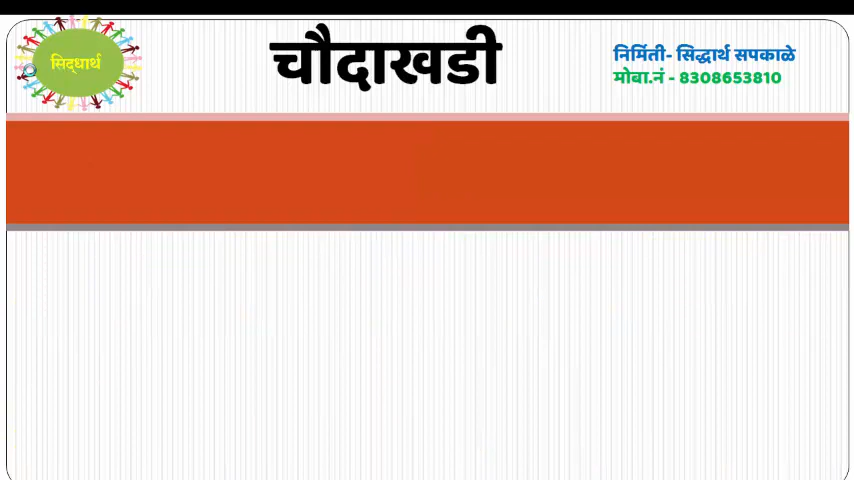 सिद्धार्थ
चौदाखडी
निर्मिती- सिद्धार्थ सपकाळे
मोबा.नं - 8308653810